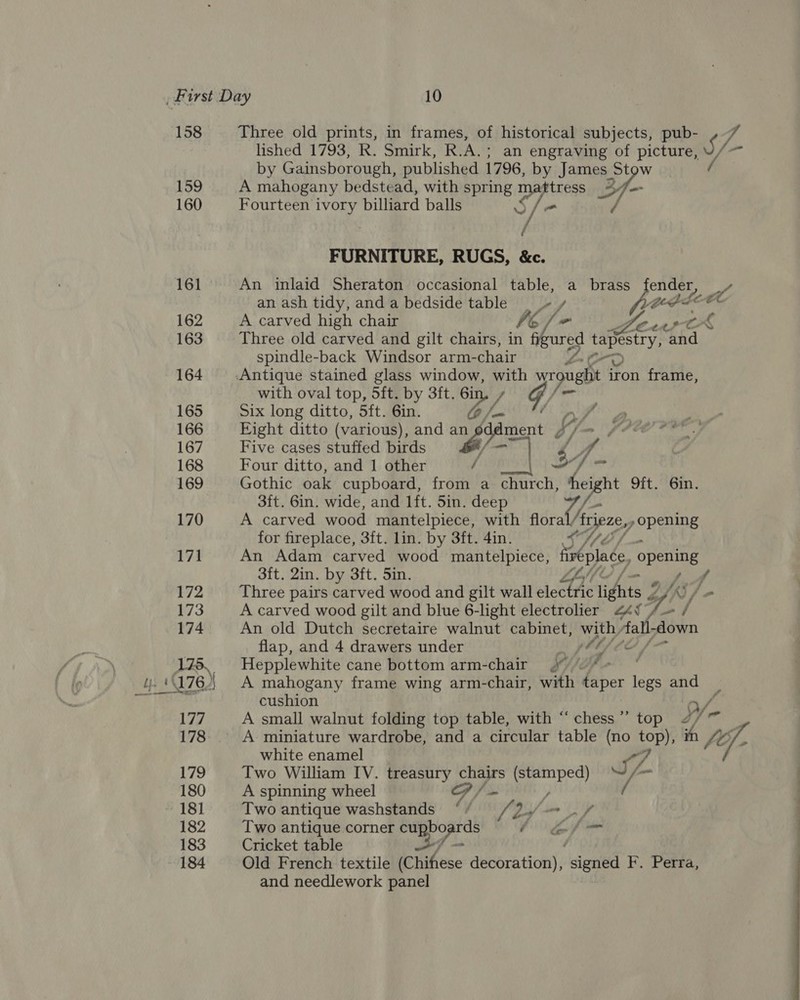 First Day 10
158 Three old prints, in frames, of historical subjects, pub-
lished 1793, R. Smirk, R.A.; an engraving of picture,
by Gainsborough, published 1796, by James Stow
159 A mahogany bedstead, with spring mattress
160 Fourteen ivory billiard balls 5/-
FURNITURE, RUGS, &c.
161 An inlaid Sheraton occasional table, a brass fender,
an ash tidy, and a bedside table
162 A carved high chair
163 Three old carved and gilt chairs, in figured tapestry, and
spindle-back Windsor arm-chair
164 Antique stained glass window, with wrought iron frame,
with oval top, 5ft. by 3ft. 6in.
165 Six long ditto, 5ft. 6in.
166 Eight ditto (various), and an oddment
167 Five cases stuffed birds
168 Four ditto, and 1 other
169 Gothic oak cupboard, from a church, height 9ft. 6in.
3ft. 6in. wide, and 1ft. 5in. deep
170 A carved wood mantelpiece, with floral frieze, opening
for fireplace, 3ft. 1in. by 3ft. 4in.
171 An Adam carved wood mantelpiece, fireplace, opening
3ft. 2in. by 3ft. 5in.
172 Three pairs carved wood and gilt wall electric lights
173 A carved wood gilt and blue 6-light electrolier
174 An old Dutch secretaire walnut cabinet, with fall-down
flap, and 4 drawers under
175 Hepplewhite cane bottom arm-chair
176 A mahogany frame wing arm-chair, with taper legs and
cushion
177 A small walnut folding top table, with “ chess ” top
178 A miniature wardrobe, and a circular table (no top), in
white enamel
179 Two William IV. treasury chairs (stamped)
180 A spinning wheel
181 Two antique washstands
182 Two antique corner cupboards
183 Cricket table
184 Old French textile (Chinese decoration), signed F. Perra,
and needlework panel